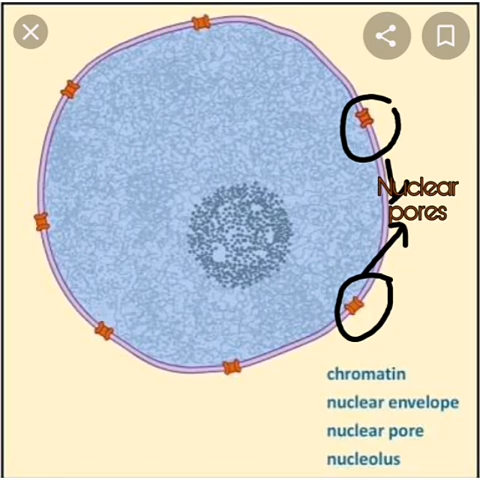 Nuclear
pores
chromatin
nuclear envelope
nuclear pore
nucleolus